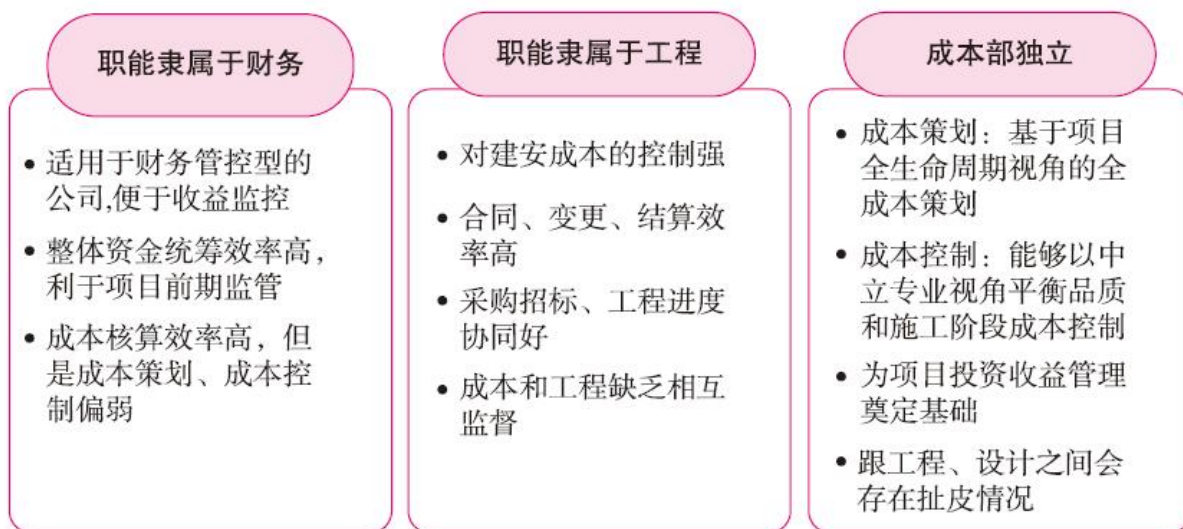 职能隶属于财务
• 适用于财务管控型的
公司,便于收益监控
• 整体资金统筹效率高，
利于项目前期监管
• 成本核算效率高，但
是成本策划、成本控
制偏弱
职能隶属于工程
• 对建安成本的控制强
• 合同、变更、结算效
率高
• 采购招标、工程进度
协同好
• 成本和工程缺乏相互
监督
成本部独立
• 成本策划：基于项目
全生命周期视角的全
成本策划
• 成本控制：能够以中
立专业视角平衡品质
和施工阶段成本控制
• 为项目投资收益管理
奠定基础
• 跟工程、设计之间会
存在扯皮情况